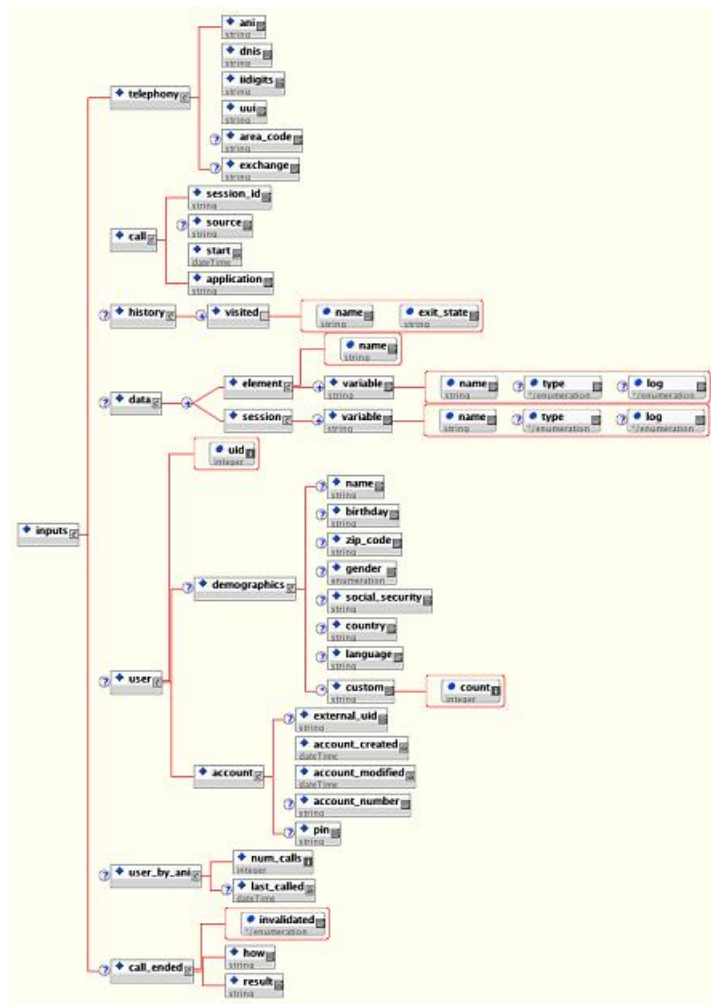 ani
string
dnis
string
iidigits
string
telephony
uui
string
? area_code
string
? exchange
string
session_id
string
? source
string
call
start
dateTime
application
string
? history + visited name exit_state
string string
name
string
element + variable name ? type ? log
string string */enumeration */enumeration
? data +
session + variable name ? type ? log
string string */enumeration */enumeration
uid
integer
? name
string
? birthday
string
inputs
? zip_code
string
? gender
enumeration
? demographics
? social_security
string
? country
string
? language
string
? user
custom count
string integer
? external_uid
string
account_created
dateTime
account
account_modified
dateTime
? account_number
string
? pin
string
num_calls
integer
? user_by_ani
? last_called
dateTime
invalidated
*/enumeration
how
string
? call_ended
result
string